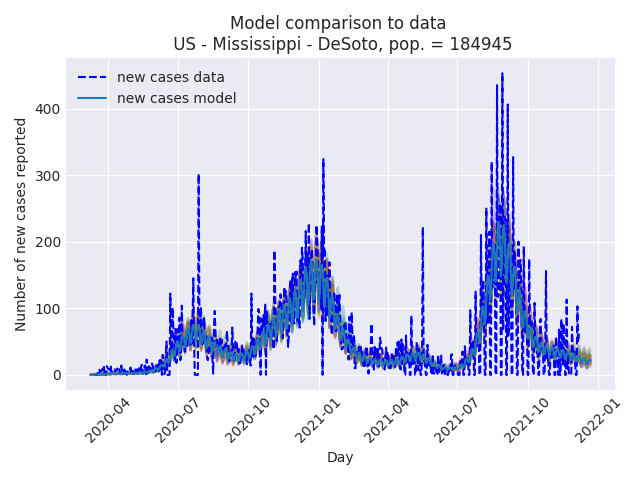 Model comparison to data
US - Mississippi - DeSoto, pop. = 184945
new cases data
new cases model
Number of new cases reported
400
300
200
100
0
2020-04
2020-07
2020-10
2021-01
2021-04
2021-07
2021-10
2022-01
Day